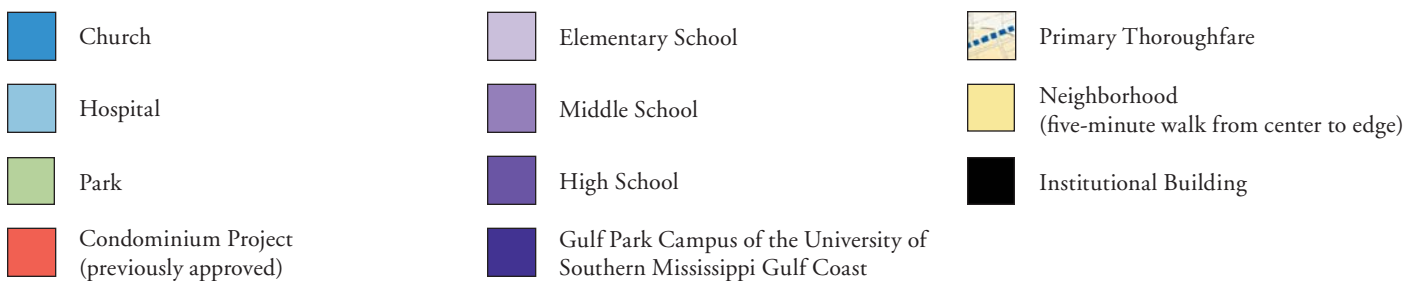 Church
Hospital
Park
Condominium Project
(previously approved)
Elementary School
Middle School
High School
Gulf Park Campus of the University of
Southern Mississippi Gulf Coast
Primary Thoroughfare
Neighborhood
(five-minute walk from center to edge)
Institutional Building